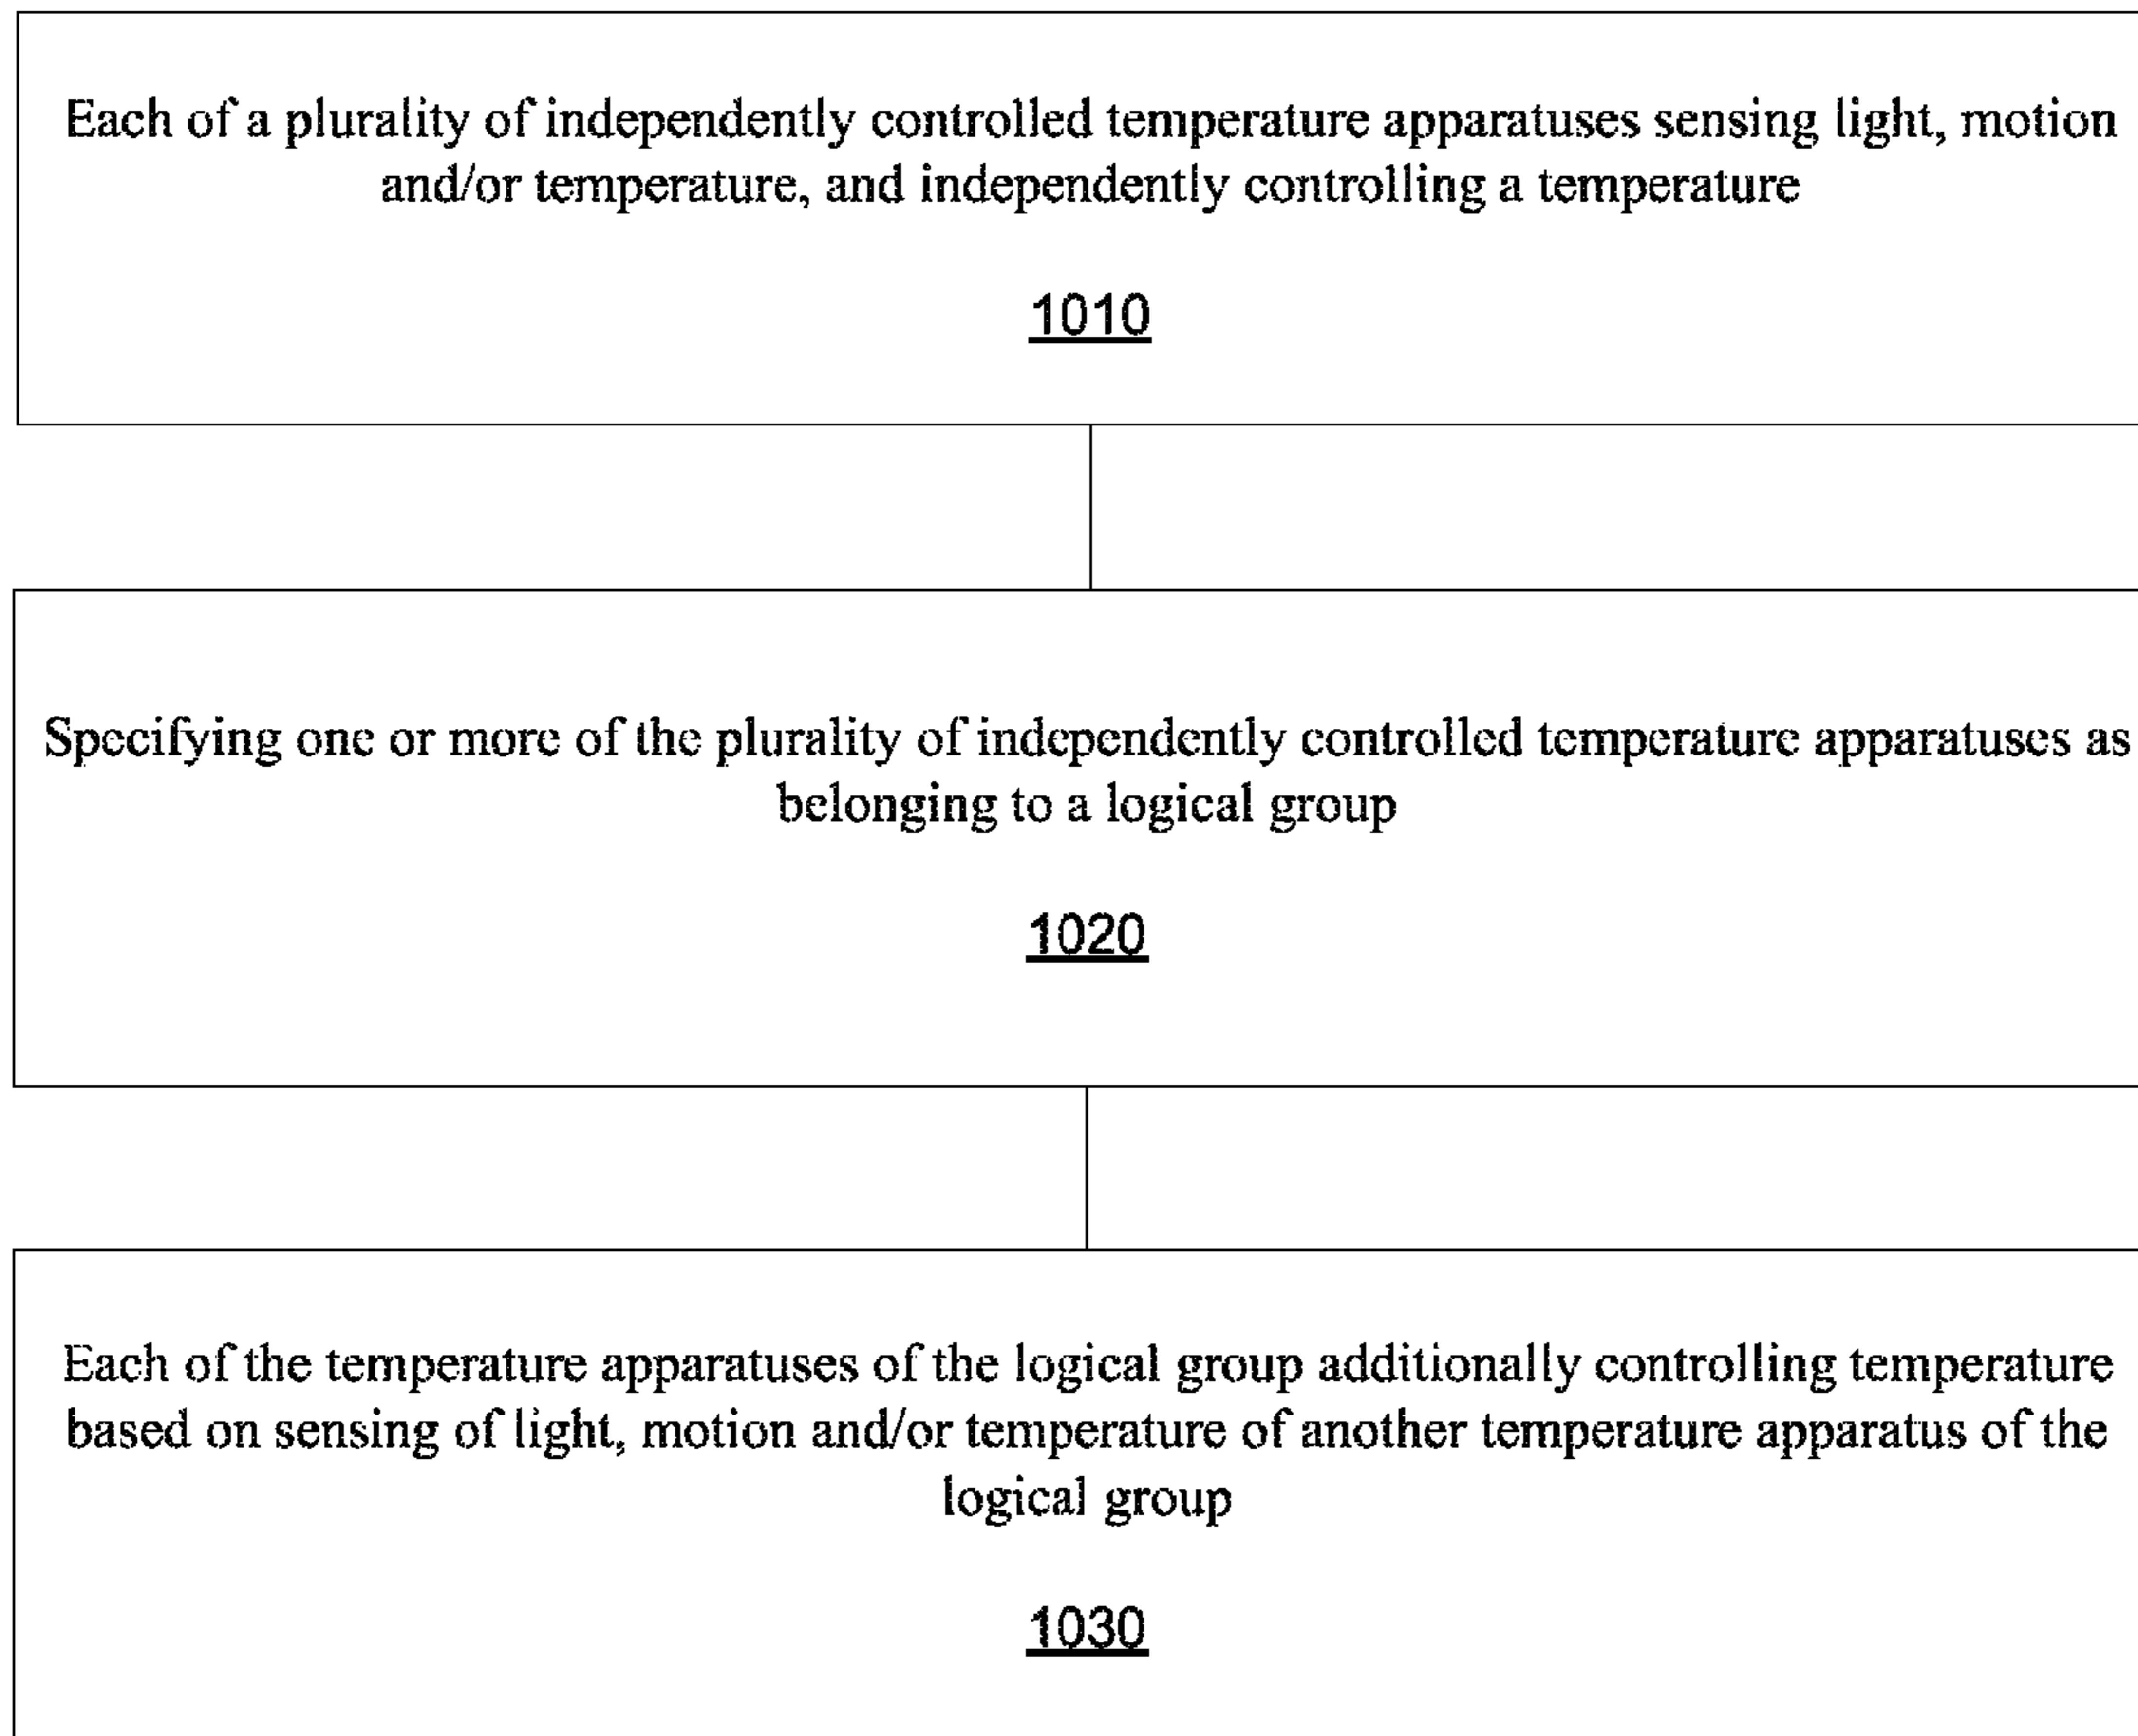 Each of a plurality of independently controlled temperature apparatuses sensing light, motion
and/or temperature, and independently controlling a temperature
1010
Specifying one or more of the plurality of independently controlled temperature apparatuses as
belonging to a logical group
1020
Each of the temperature apparatuses of the logical group additionally controlling temperature
based on sensing of light, motion and/or temperature of another temperature apparatus of the
logical group
1030